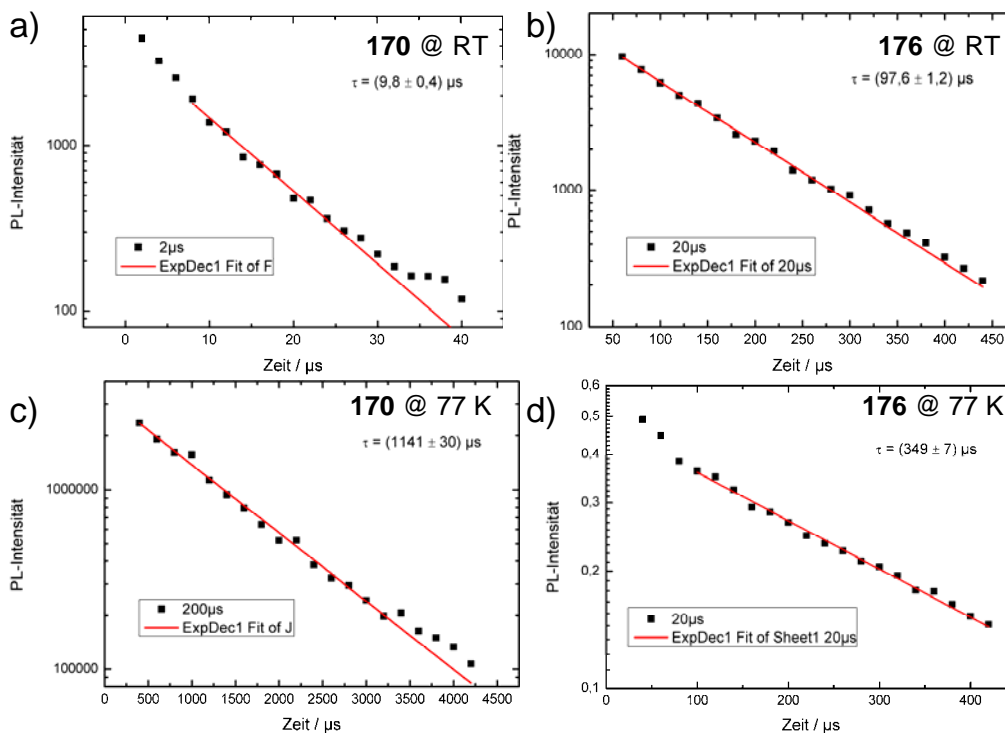 a)
170 @ RT
τ = (9,8 ± 0,4) µs
PL-Intensität
1000
100
2µs
ExpDec1 Fit of F
0 10 20 30 40
Zeit / µs
b)
176 @ RT
τ = (97,6 ± 1,2) µs
PL-Intensität
10000
1000
100
20µs
ExpDec1 Fit of 20µs
50 100 150 200 250 300 350 400 450
Zeit / µs
c)
170 @ 77 K
τ = (1141 ± 30) µs
PL-Intensität
1000000
100000
200µs
ExpDec1 Fit of J
0 500 1000 1500 2000 2500 3000 3500 4000 4500
Zeit / µs
d)
176 @ 77 K
τ = (349 ± 7) µs
PL-Intensität
0,6
0,5
0,4
0,3
0,2
0,1
20µs
ExpDec1 Fit of Sheet1 20µs
0 100 200 300 400
Zeit / µs